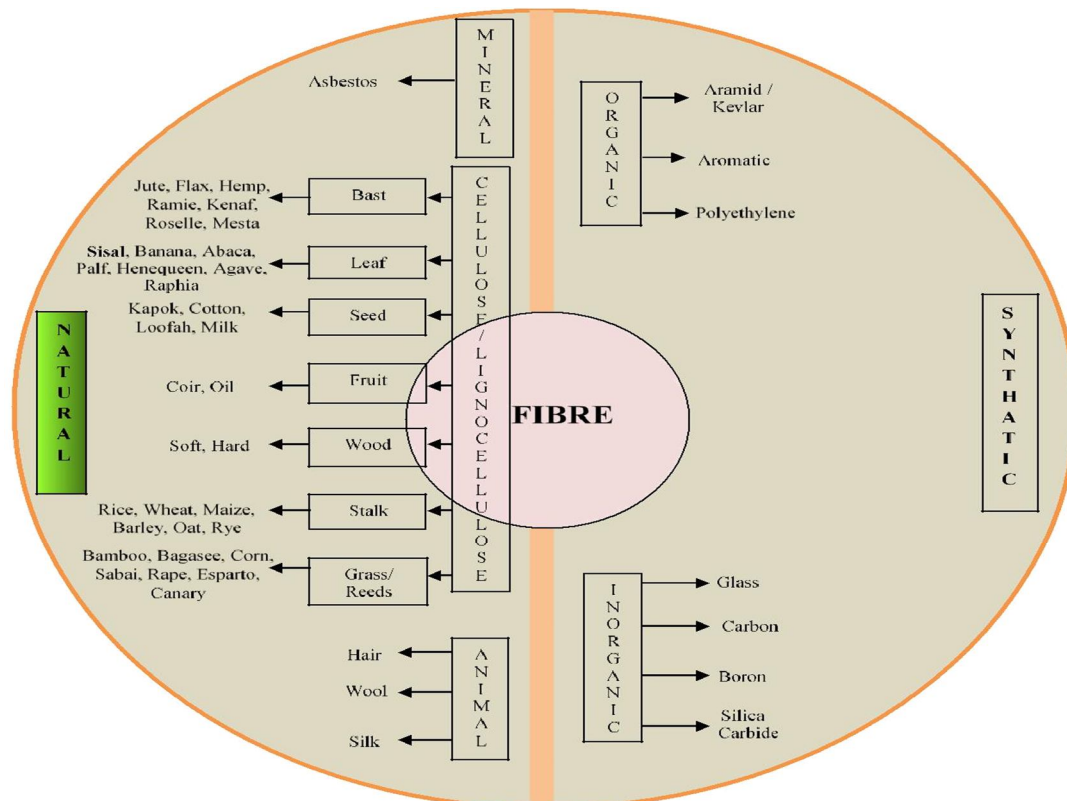 MINERAL
Asbestos
ORGANIC
Aramid /
Kevlar
Aromatic
Polyethylene
CELLULOSE/LIGNOCELLULOSE
Bast
Jute, Flax, Hemp,
Ramie, Kenaf,
Roselle, Mesta
Leaf
Sisal, Banana, Abaca,
Palf, Henequeen, Agave,
Raphia
Seed
Kapok, Cotton,
Loofah, Milk
Fruit
Coir, Oil
Wood
Soft, Hard
Stalk
Rice, Wheat, Maize,
Barley, Oat, Rye
Grass/
Reeds
Bamboo, Bagasee, Corn,
Sabai, Rape, Esparto,
Canary
NATURAL
FIBRE
SYNTHATIC
ANIMAL
Hair
Wool
Silk
INORGANIC
Glass
Carbon
Boron
Silica
Carbide